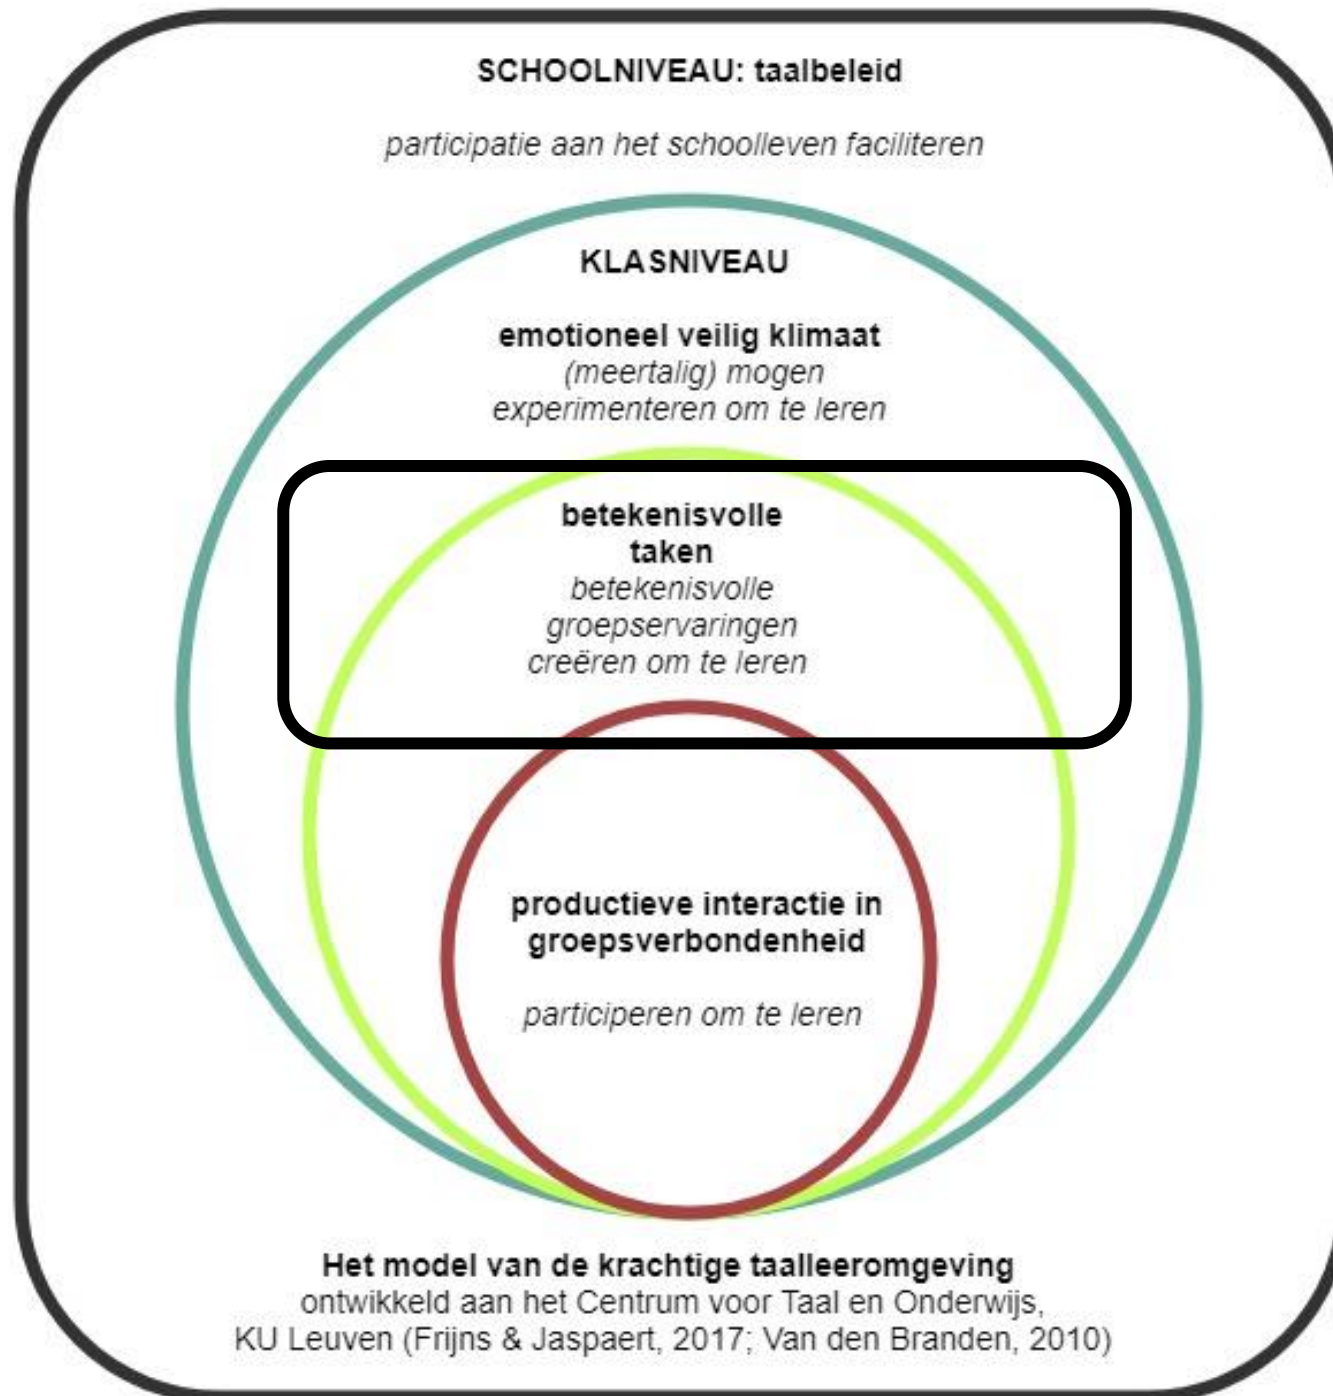 SCHOOLNIVEAU: taalbeleid
participatie aan het schoolleven faciliteren
KLASNIVEAU
emotioneel veilig klimaat
(meertalig) mogen
experimenteren om te leren
betekenisvolle
taken
betekenisvolle
groepservaringen
creëren om te leren
productieve interactie in
groepsverbondenheid
participeren om te leren
Het model van de krachtige taalleeromgeving
ontwikkeld aan het Centrum voor Taal en Onderwijs,
KU Leuven (Frijns & Jaspaert, 2017; Van den Branden, 2010)